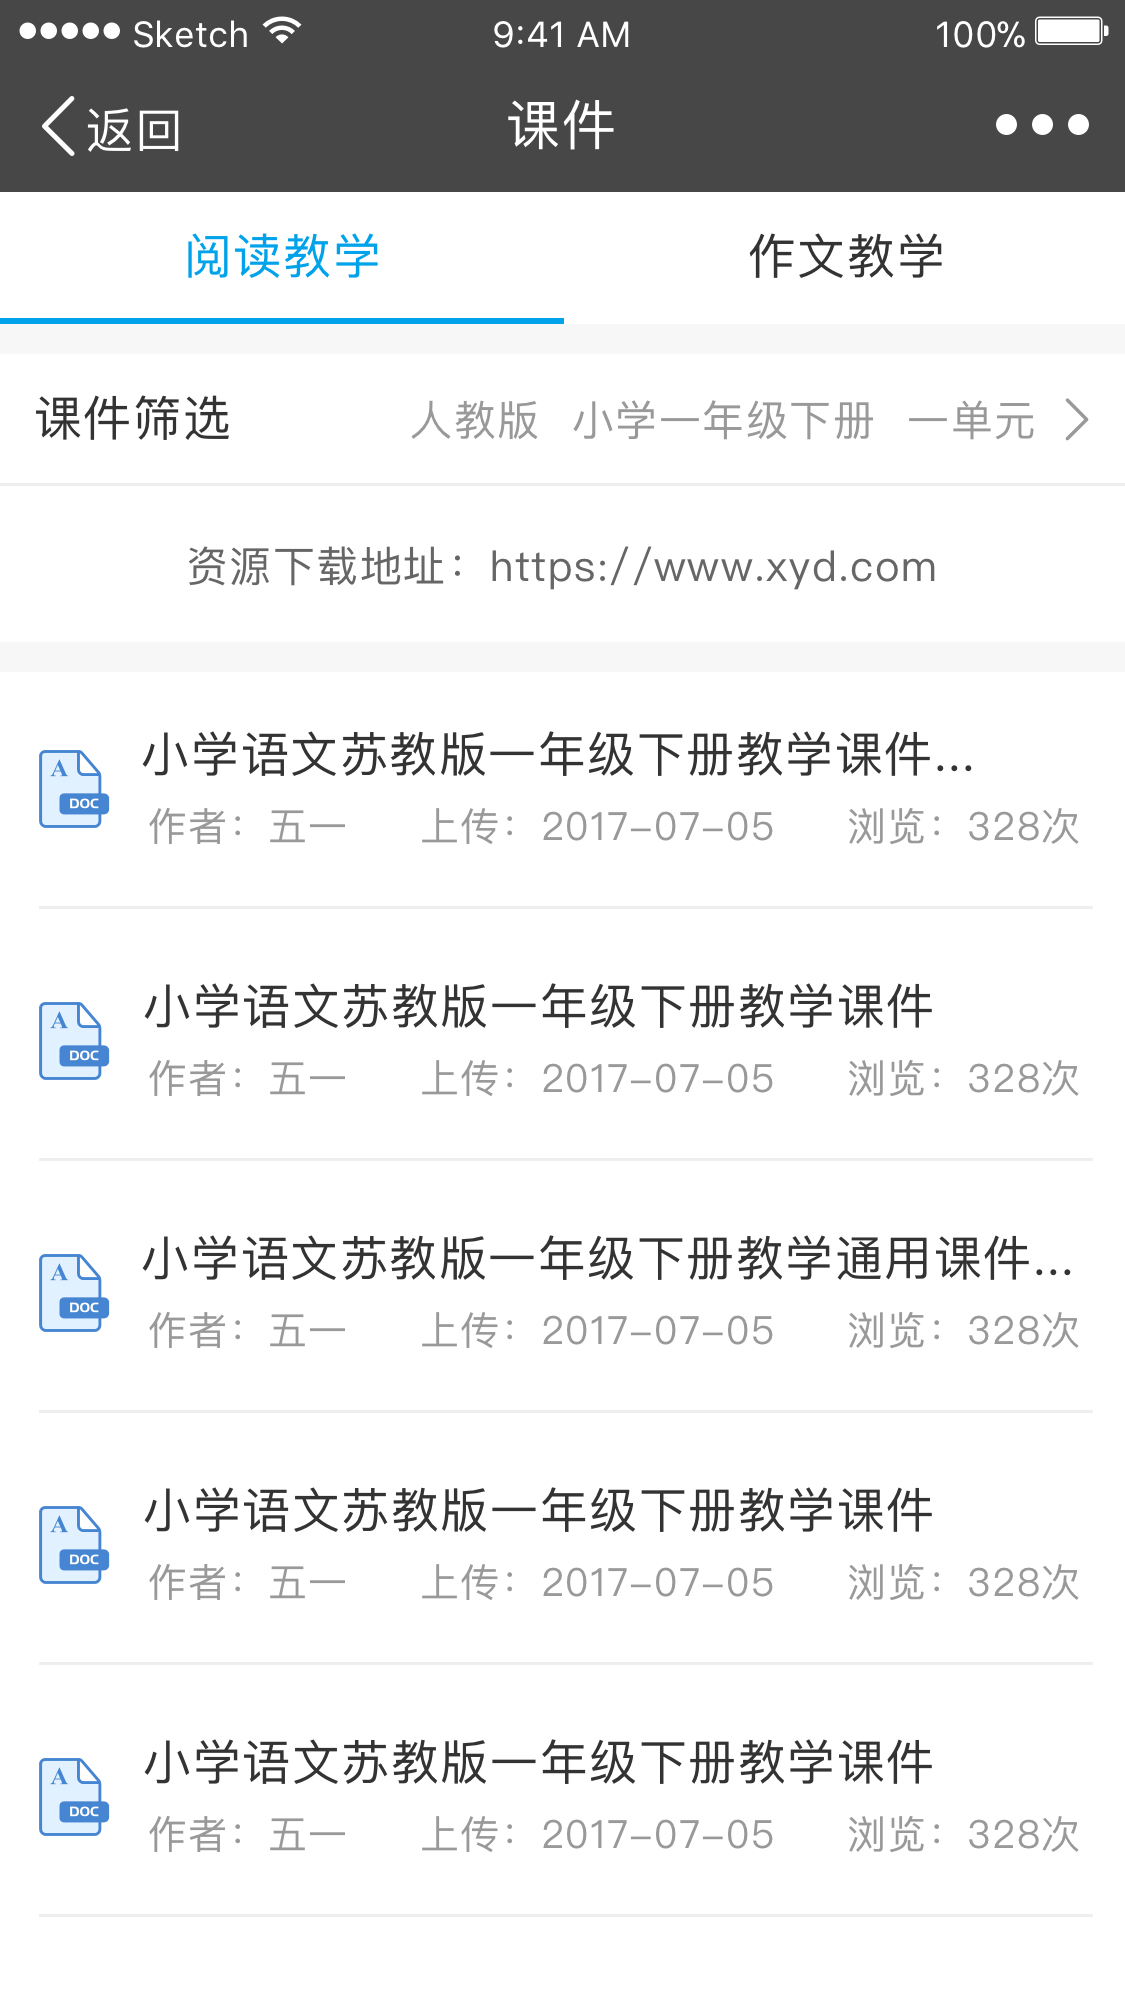 Sketch 9:41 AM 100%
返回 课件
阅读教学 作文教学
课件筛选 人教版 小学一年级下册 一单元
资源下载地址：https://www.xyd.com
小学语文苏教版一年级下册教学课件...
A DOC
作者：五一 上传：2017-07-05 浏览：328次
小学语文苏教版一年级下册教学课件
A DOC
作者：五一 上传：2017-07-05 浏览：328次
小学语文苏教版一年级下册教学通用课件...
A DOC
作者：五一 上传：2017-07-05 浏览：328次
小学语文苏教版一年级下册教学课件
A DOC
作者：五一 上传：2017-07-05 浏览：328次
小学语文苏教版一年级下册教学课件
A DOC
作者：五一 上传：2017-07-05 浏览：328次